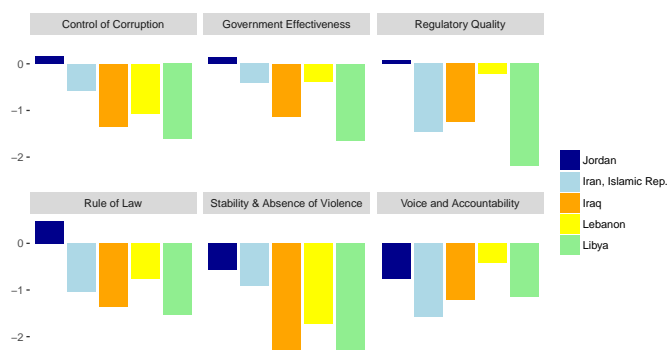 Control of Corruption
Government Effectiveness
Regulatory Quality
0
−1
−2
Rule of Law
Stability & Absence of Violence
Voice and Accountability
0
−1
−2
Jordan
Iran, Islamic Rep.
Iraq
Lebanon
Libya